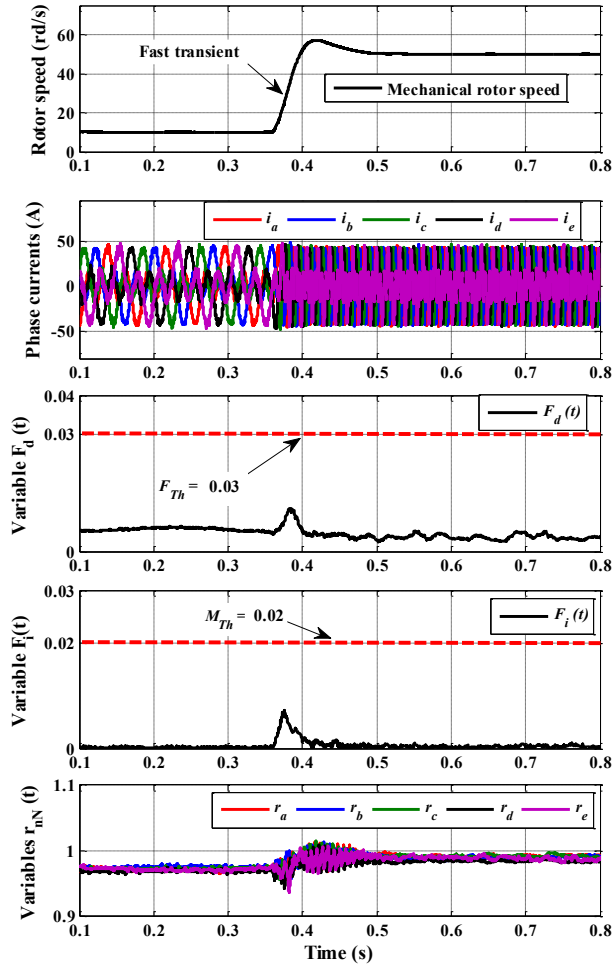 Rotor speed (rd/s)
60
40
20
0
Fast transient
Mechanical rotor speed
0.1 0.2 0.3 0.4 0.5 0.6 0.7 0.8
Phase currents (A)
50
0
-50
i_a i_b i_c i_d i_e
0.1 0.2 0.3 0.4 0.5 0.6 0.7 0.8
Variable F_d(t)
0.04
0.03
0
F_d(t)
F_Th = 0.03
0.1 0.2 0.3 0.4 0.5 0.6 0.7 0.8
Variable F_i(t)
0.03
0.02
0
M_Th = 0.02
F_i(t)
0.1 0.2 0.3 0.4 0.5 0.6 0.7 0.8
Variables r_nN (t)
1.1
1
0.9
r_a r_b r_c r_d r_e
0.1 0.2 0.3 0.4 0.5 0.6 0.7 0.8
Time (s)